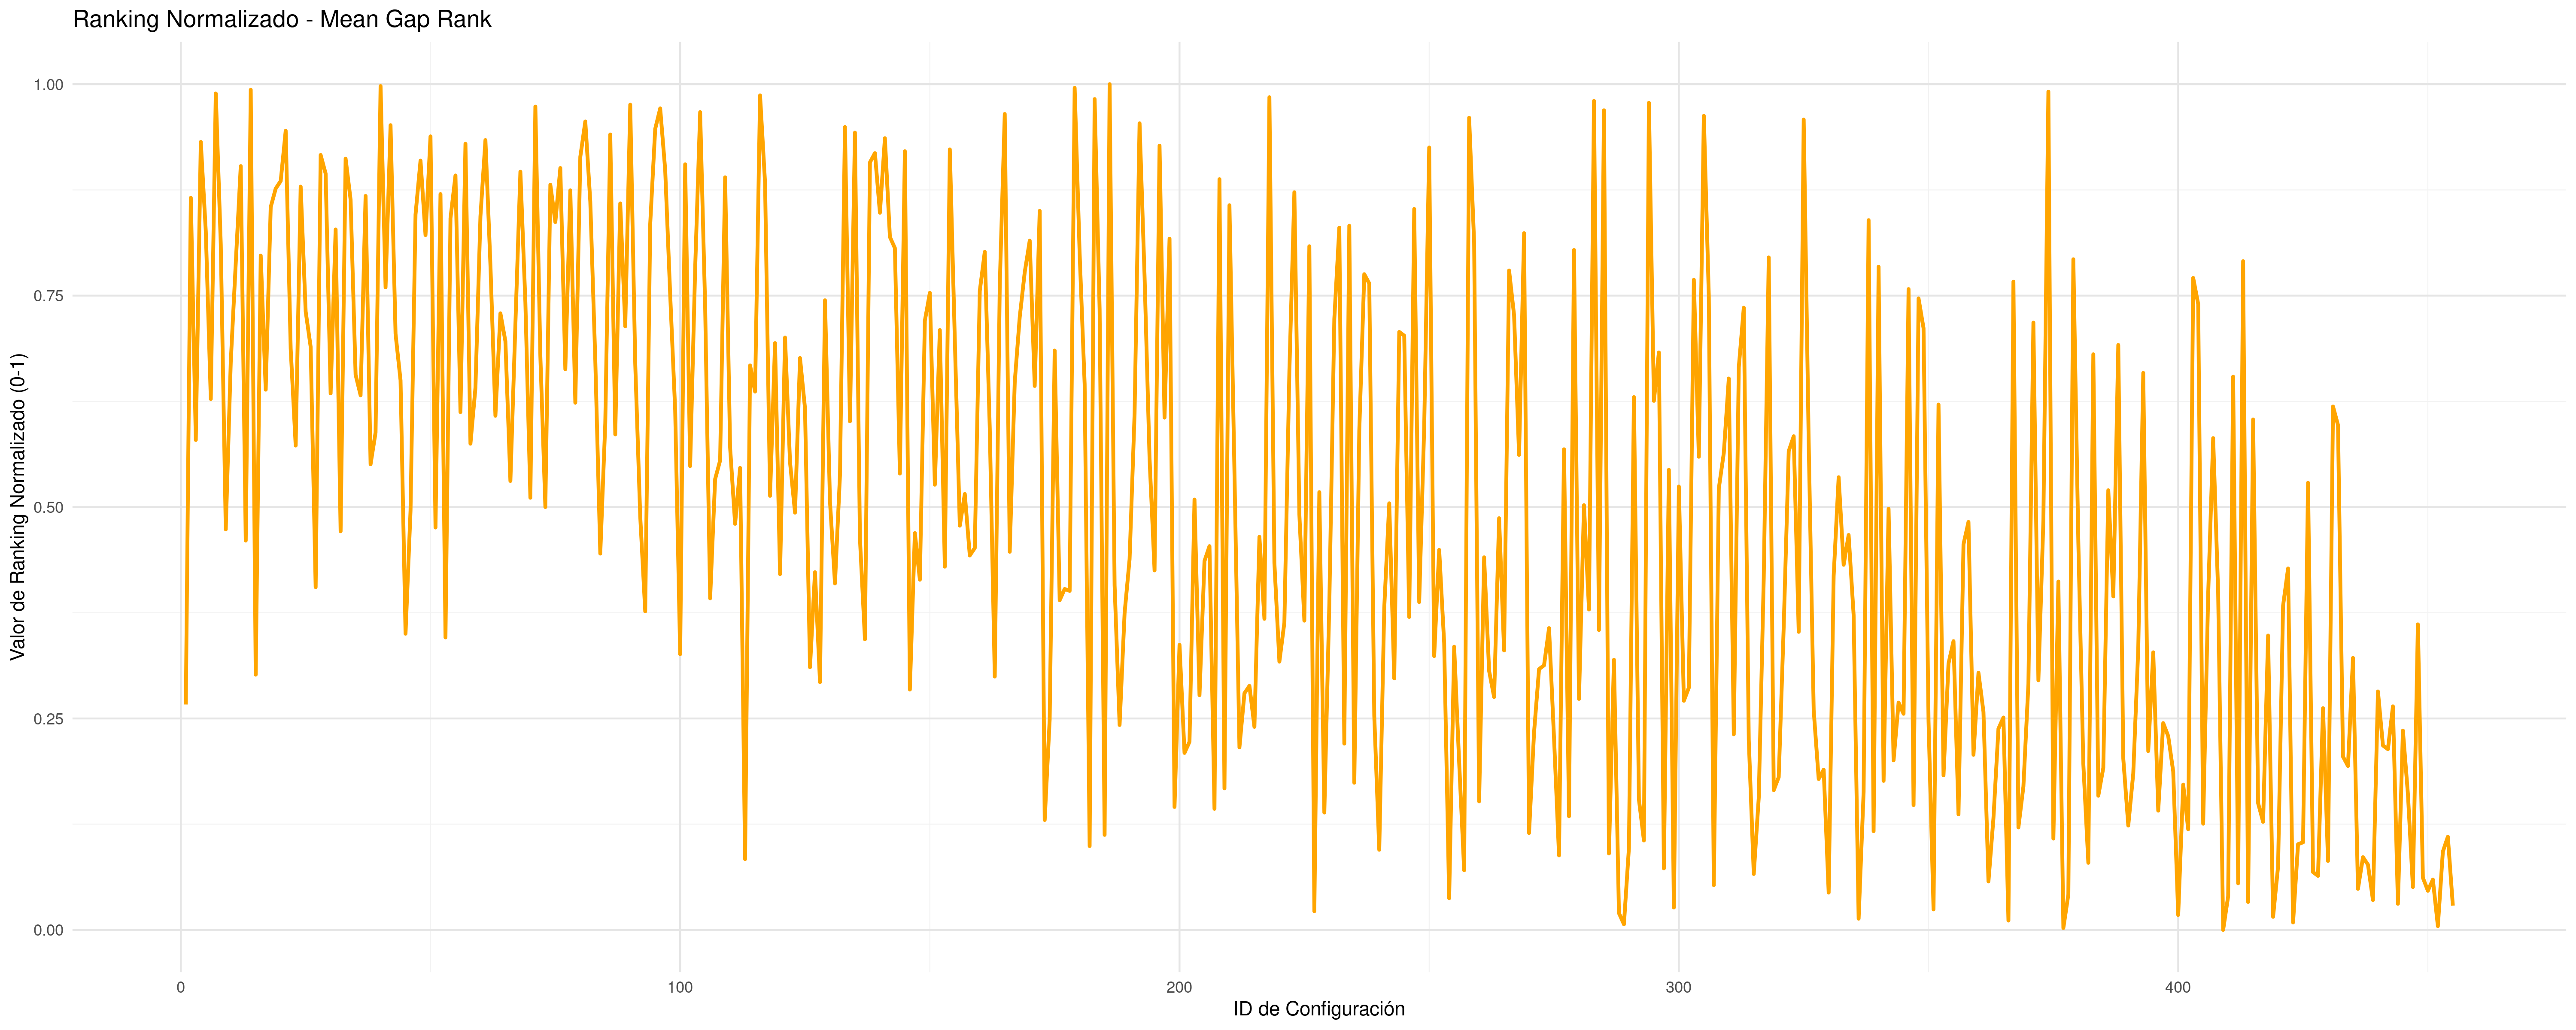 Ranking Normalizado - Mean Gap Rank
Valor de Ranking Normalizado (0-1)
1.00
0.75
0.50
0.25
0.00
0 100 200 300 400
ID de Configuración